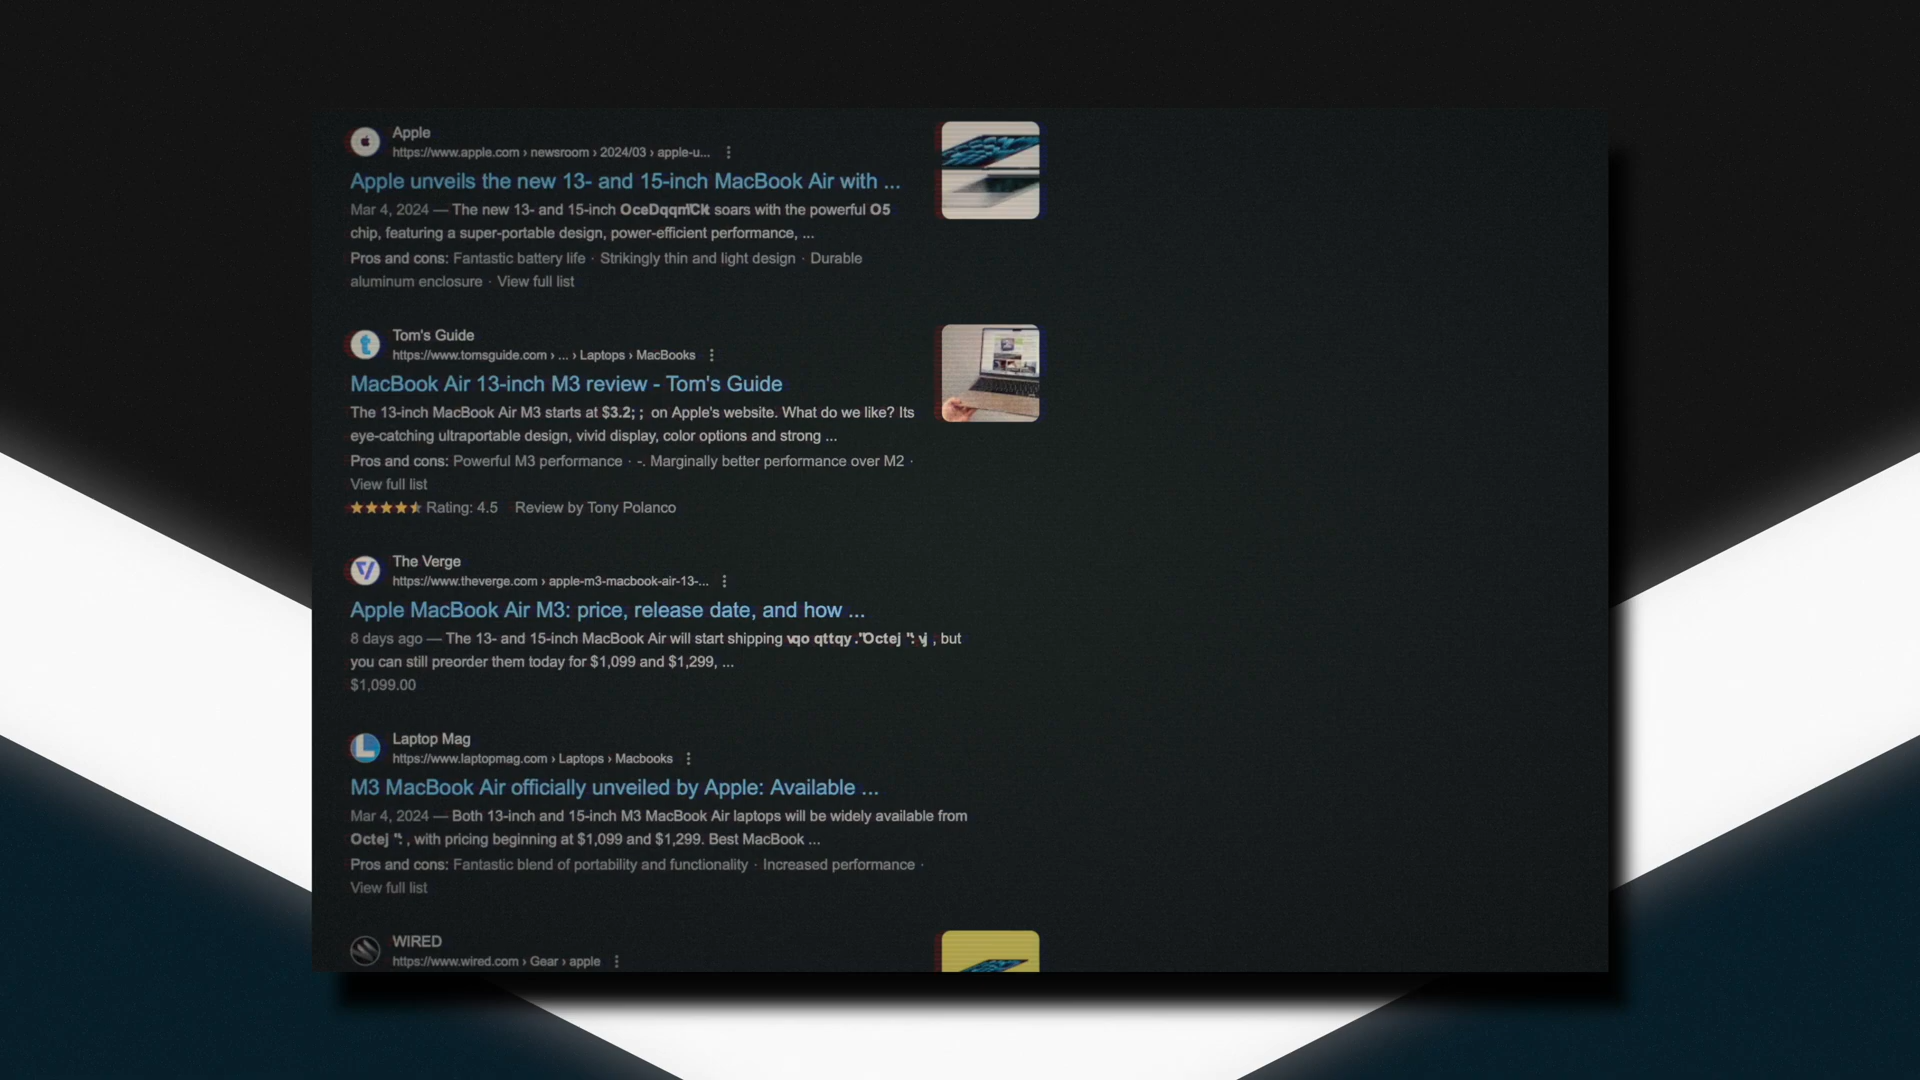 Apple
https://www.apple.com › newsroom › 2024/03 › apple-u...
Apple unveils the new 13- and 15-inch MacBook Air with ...
Mar 4, 2024 — The new 13- and 15-inch soars with the powerful O5
chip, featuring a super-portable design, power-efficient performance, ...
Pros and cons: Fantastic battery life · Strikingly thin and light design · Durable
aluminum enclosure · View full list
Tom's Guide
https://www.tomsguide.com › ... › Laptops › MacBooks
MacBook Air 13-inch M3 review - Tom's Guide
The 13-inch MacBook Air M3 starts at $3.2; ; on Apple's website. What do we like? Its
eye-catching ultraportable design, vivid display, color options and strong ...
Pros and cons: Powerful M3 performance · -. Marginally better performance over M2 ·
View full list
Rating: 4.5 Review by Tony Polanco
The Verge
https://www.theverge.com › apple-m3-macbook-air-13-...
Apple MacBook Air M3: price, release date, and how ...
8 days ago — The 13- and 15-inch MacBook Air will start shipping vqo qttqy ."Octej ": vj , but
you can still preorder them today for $1,099 and $1,299, ...
$1,099.00
Laptop Mag
https://www.laptopmag.com › Laptops › Macbooks
M3 MacBook Air officially unveiled by Apple: Available ...
Mar 4, 2024 — Both 13-inch and 15-inch M3 MacBook Air laptops will be widely available from
Octej ": , with pricing beginning at $1,099 and $1,299. Best MacBook ...
Pros and cons: Fantastic blend of portability and functionality · Increased performance ·
View full list
WIRED
https://www.wired.com › Gear › apple